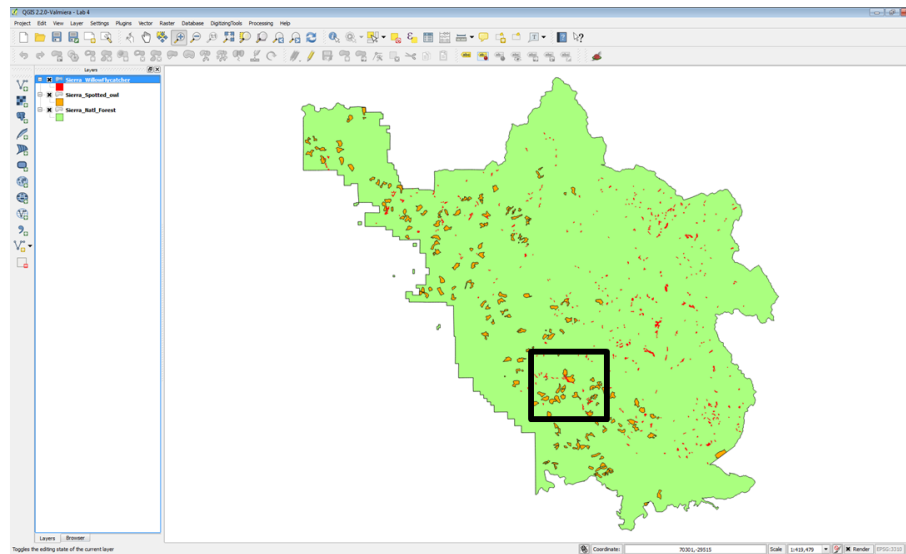 QGIS 2.2.0-Valmiera - Lab 4
Project Edit View Layer Settings Plugins Vector Raster Database DigitizingTools Processing Help
Layers
Sierra_WillowFlycatcher
Sierra_Spotted_owl
Sierra_Natl_Forest
Layers Browser
Toggles the editing state of the current layer
Coordinate: 70301,-29515 Scale 1:419,479 Render EPSG:3310